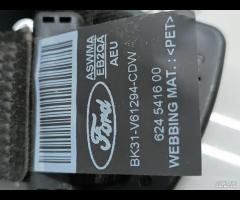 ASWMA
EB2QA
AEU
Ford
BK31-V61294-CDW
624 5416 00
WEBBING MAT. : <PET>